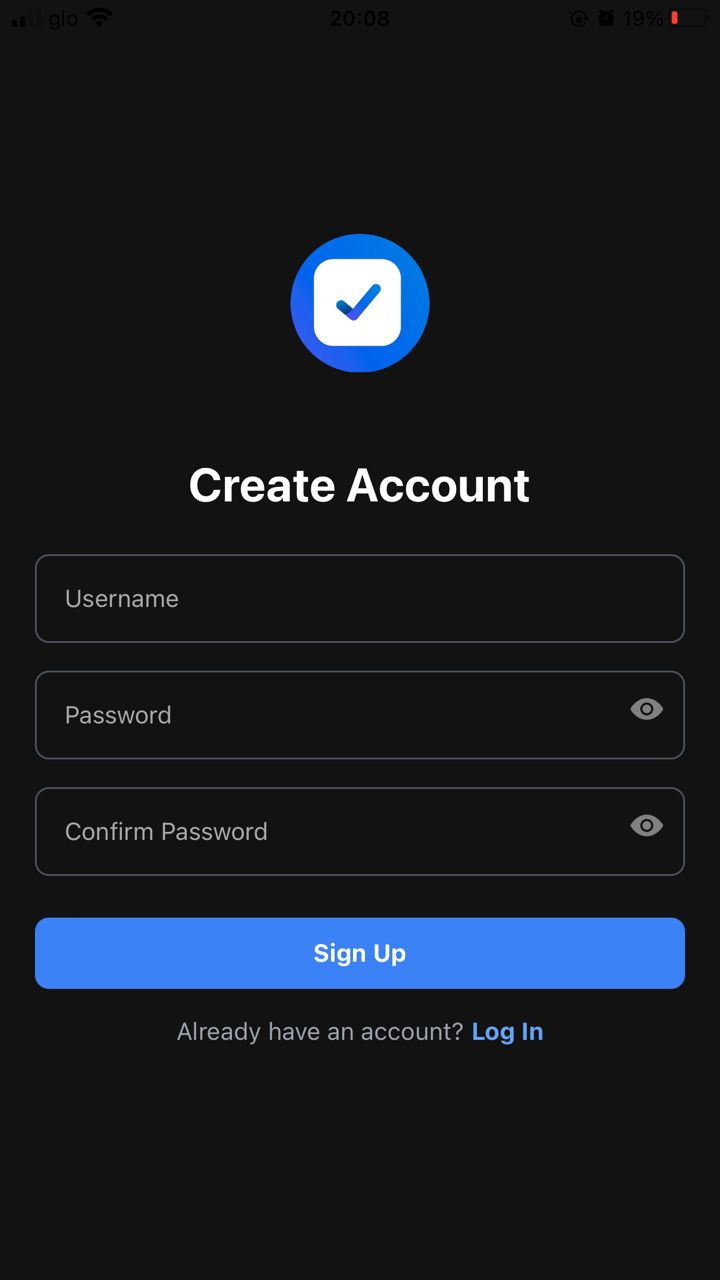 glo 20:08 19%
Create Account
Username
Password
Confirm Password
Sign Up
Already have an account? Log In